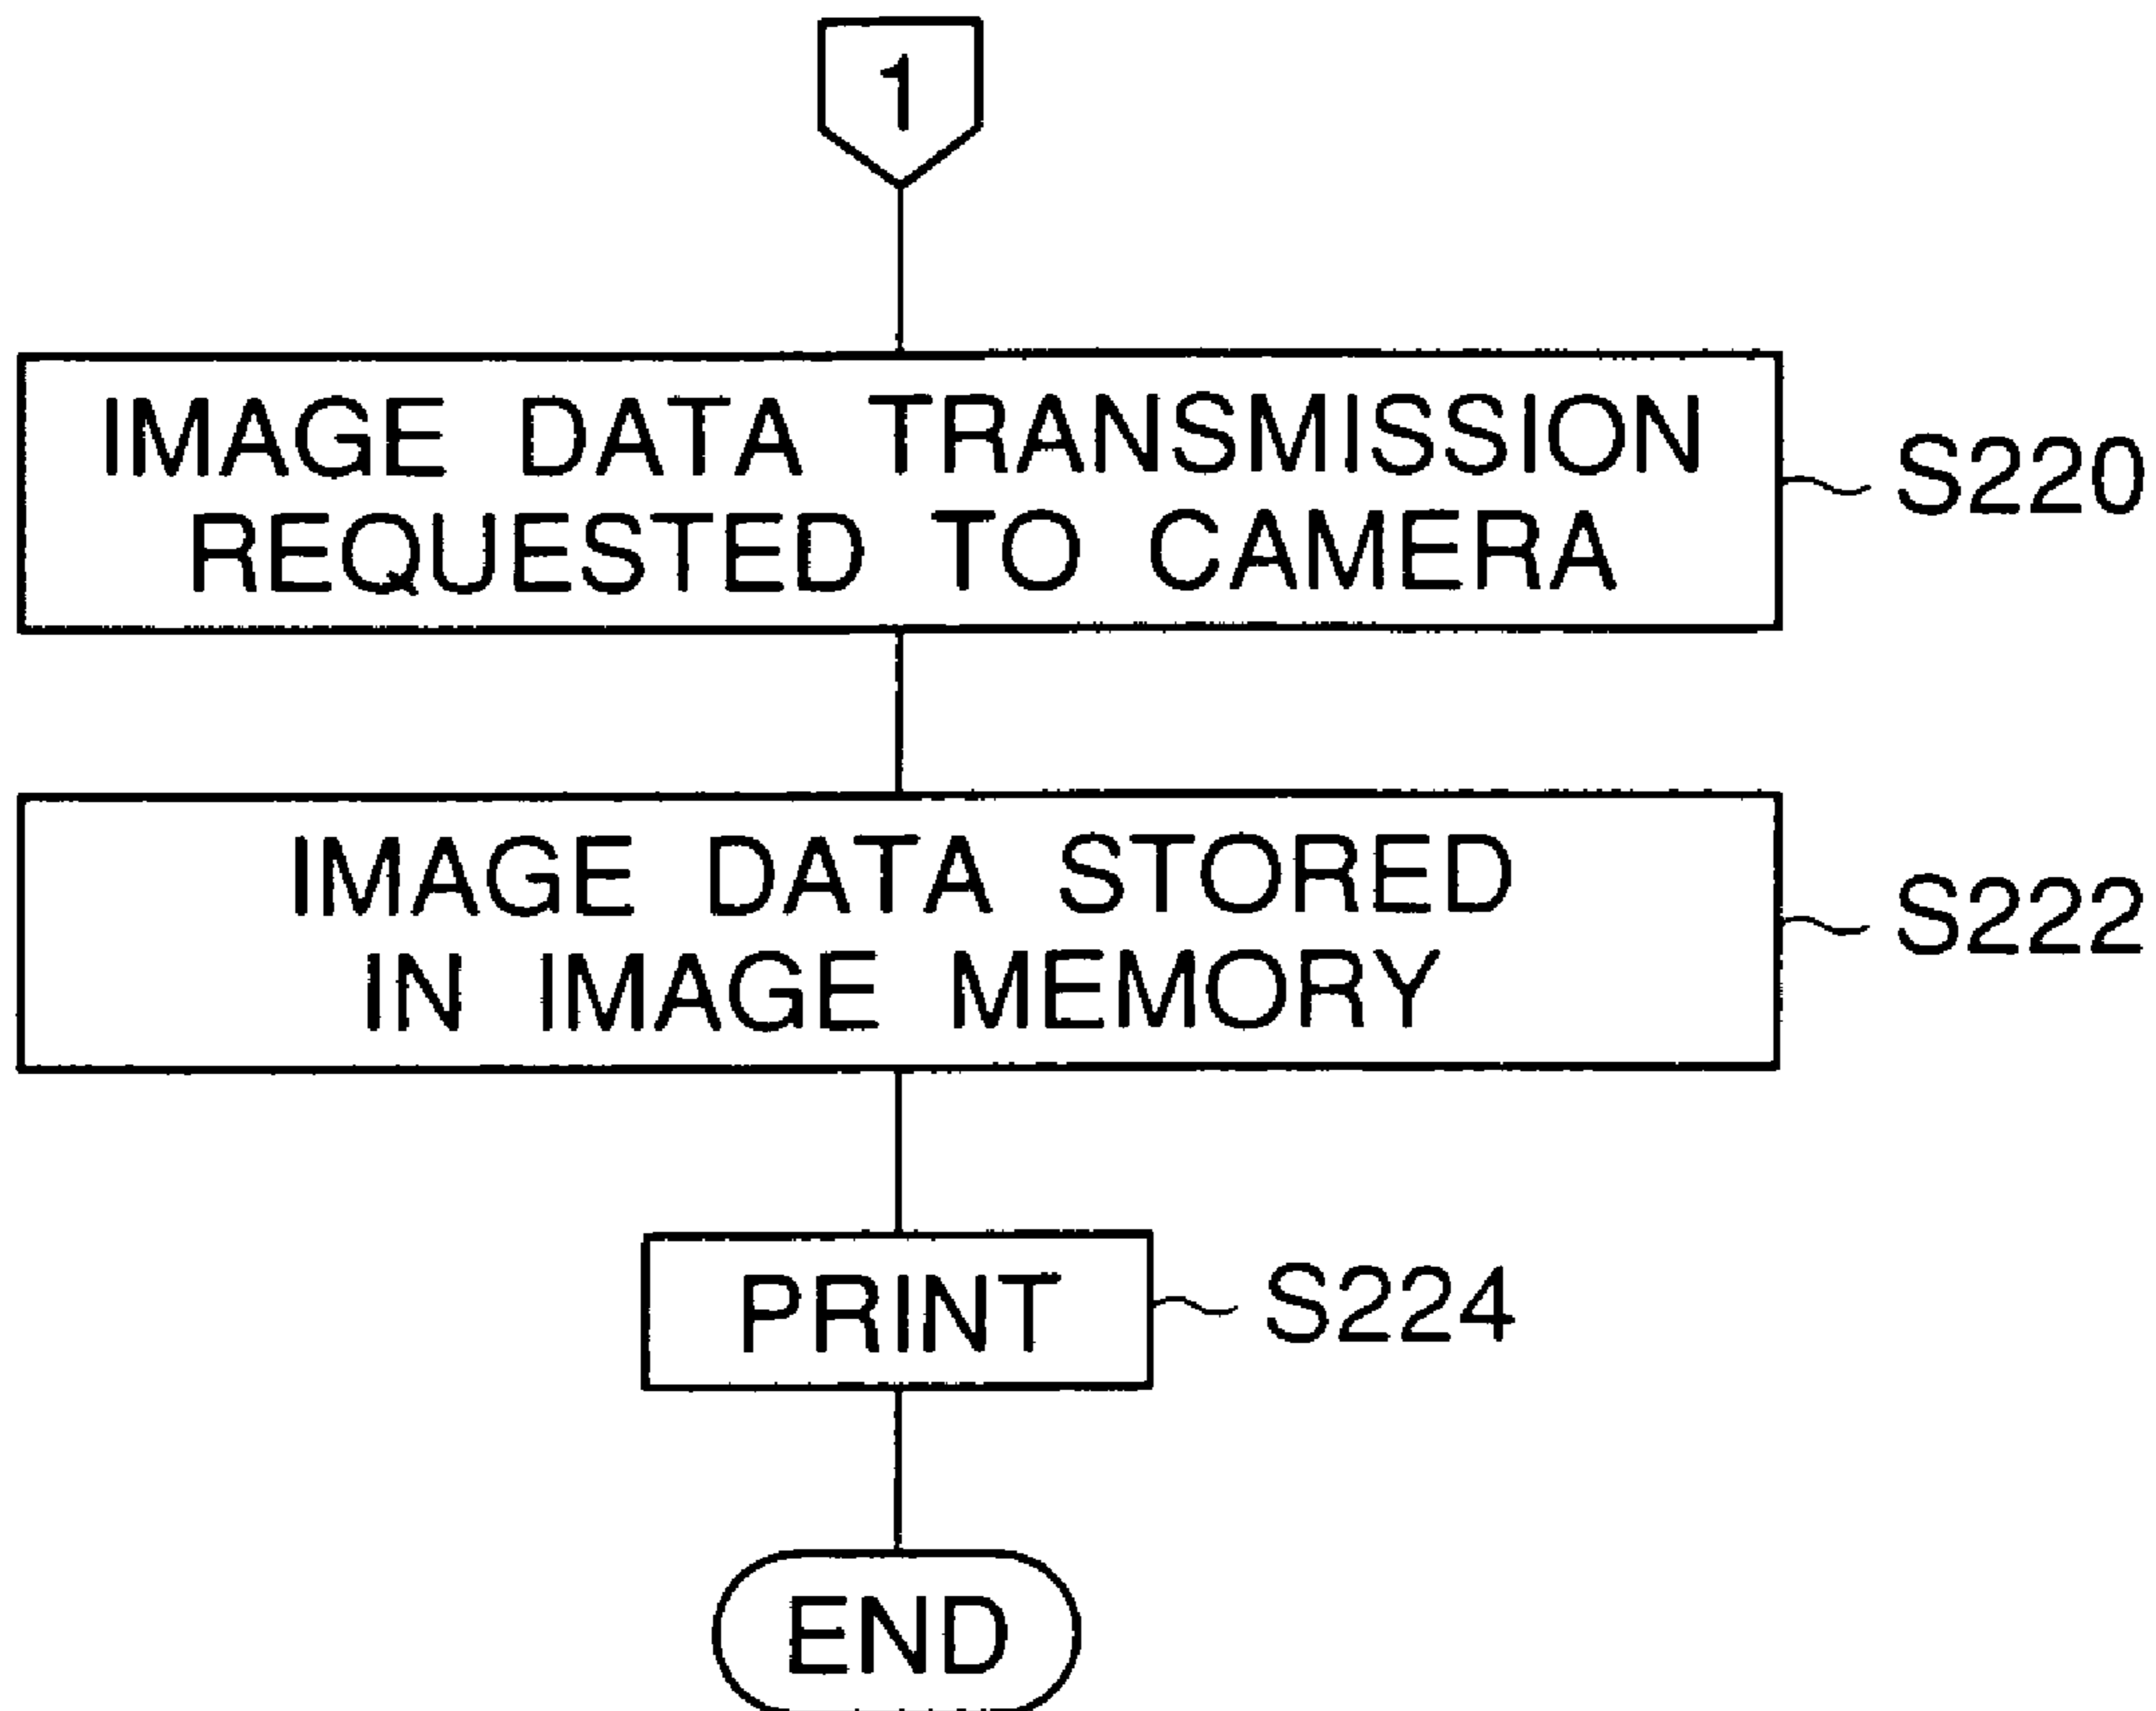 1
IMAGE DATA TRANSMISSION
REQUESTED TO CAMERA
S220
IMAGE DATA STORED
IN IMAGE MEMORY
S222
PRINT
S224
END